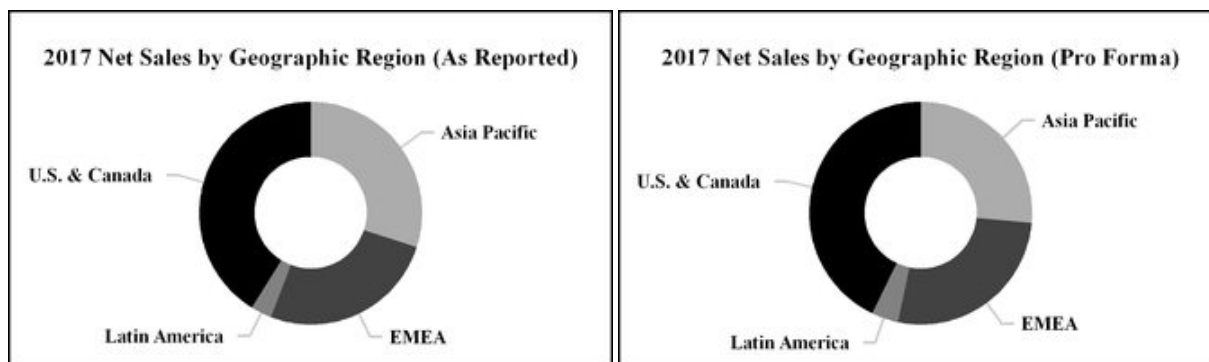 2017 Net Sales by Geographic Region (As Reported)
Asia Pacific
U.S. & Canada
Latin America
EMEA
2017 Net Sales by Geographic Region (Pro Forma)
Asia Pacific
U.S. & Canada
Latin America
EMEA